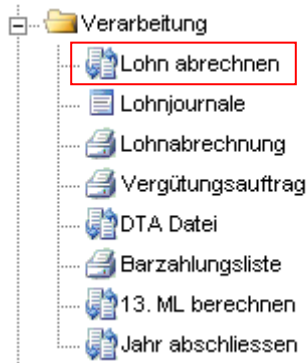 Verarbeitung
Lohn abrechnen
Lohnjournale
Lohnabrechnung
Vergütungsauftrag
DTA Datei
Barzahlungsliste
13. ML berechnen
Jahr abschliessen